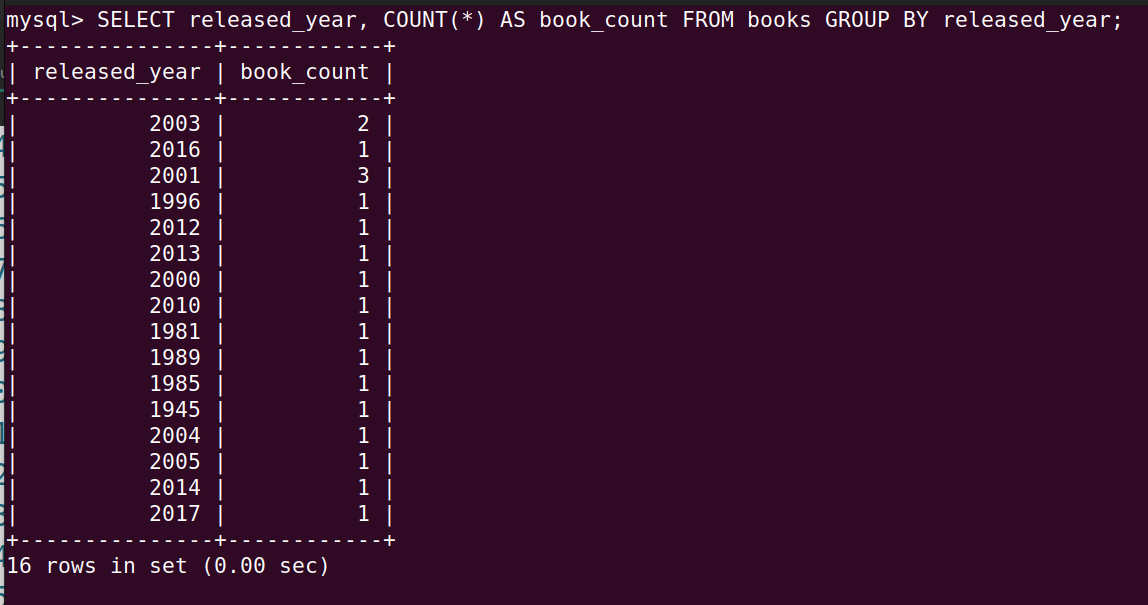 mysql> SELECT released_year, COUNT(*) AS book_count FROM books GROUP BY released_year;
+---------------+------------+
| released_year | book_count |
+---------------+------------+
|          2003 |          2 |
|          2016 |          1 |
|          2001 |          3 |
|          1996 |          1 |
|          2012 |          1 |
|          2013 |          1 |
|          2000 |          1 |
|          2010 |          1 |
|          1981 |          1 |
|          1989 |          1 |
|          1985 |          1 |
|          1945 |          1 |
|          2004 |          1 |
|          2005 |          1 |
|          2014 |          1 |
|          2017 |          1 |
+---------------+------------+
16 rows in set (0.00 sec)